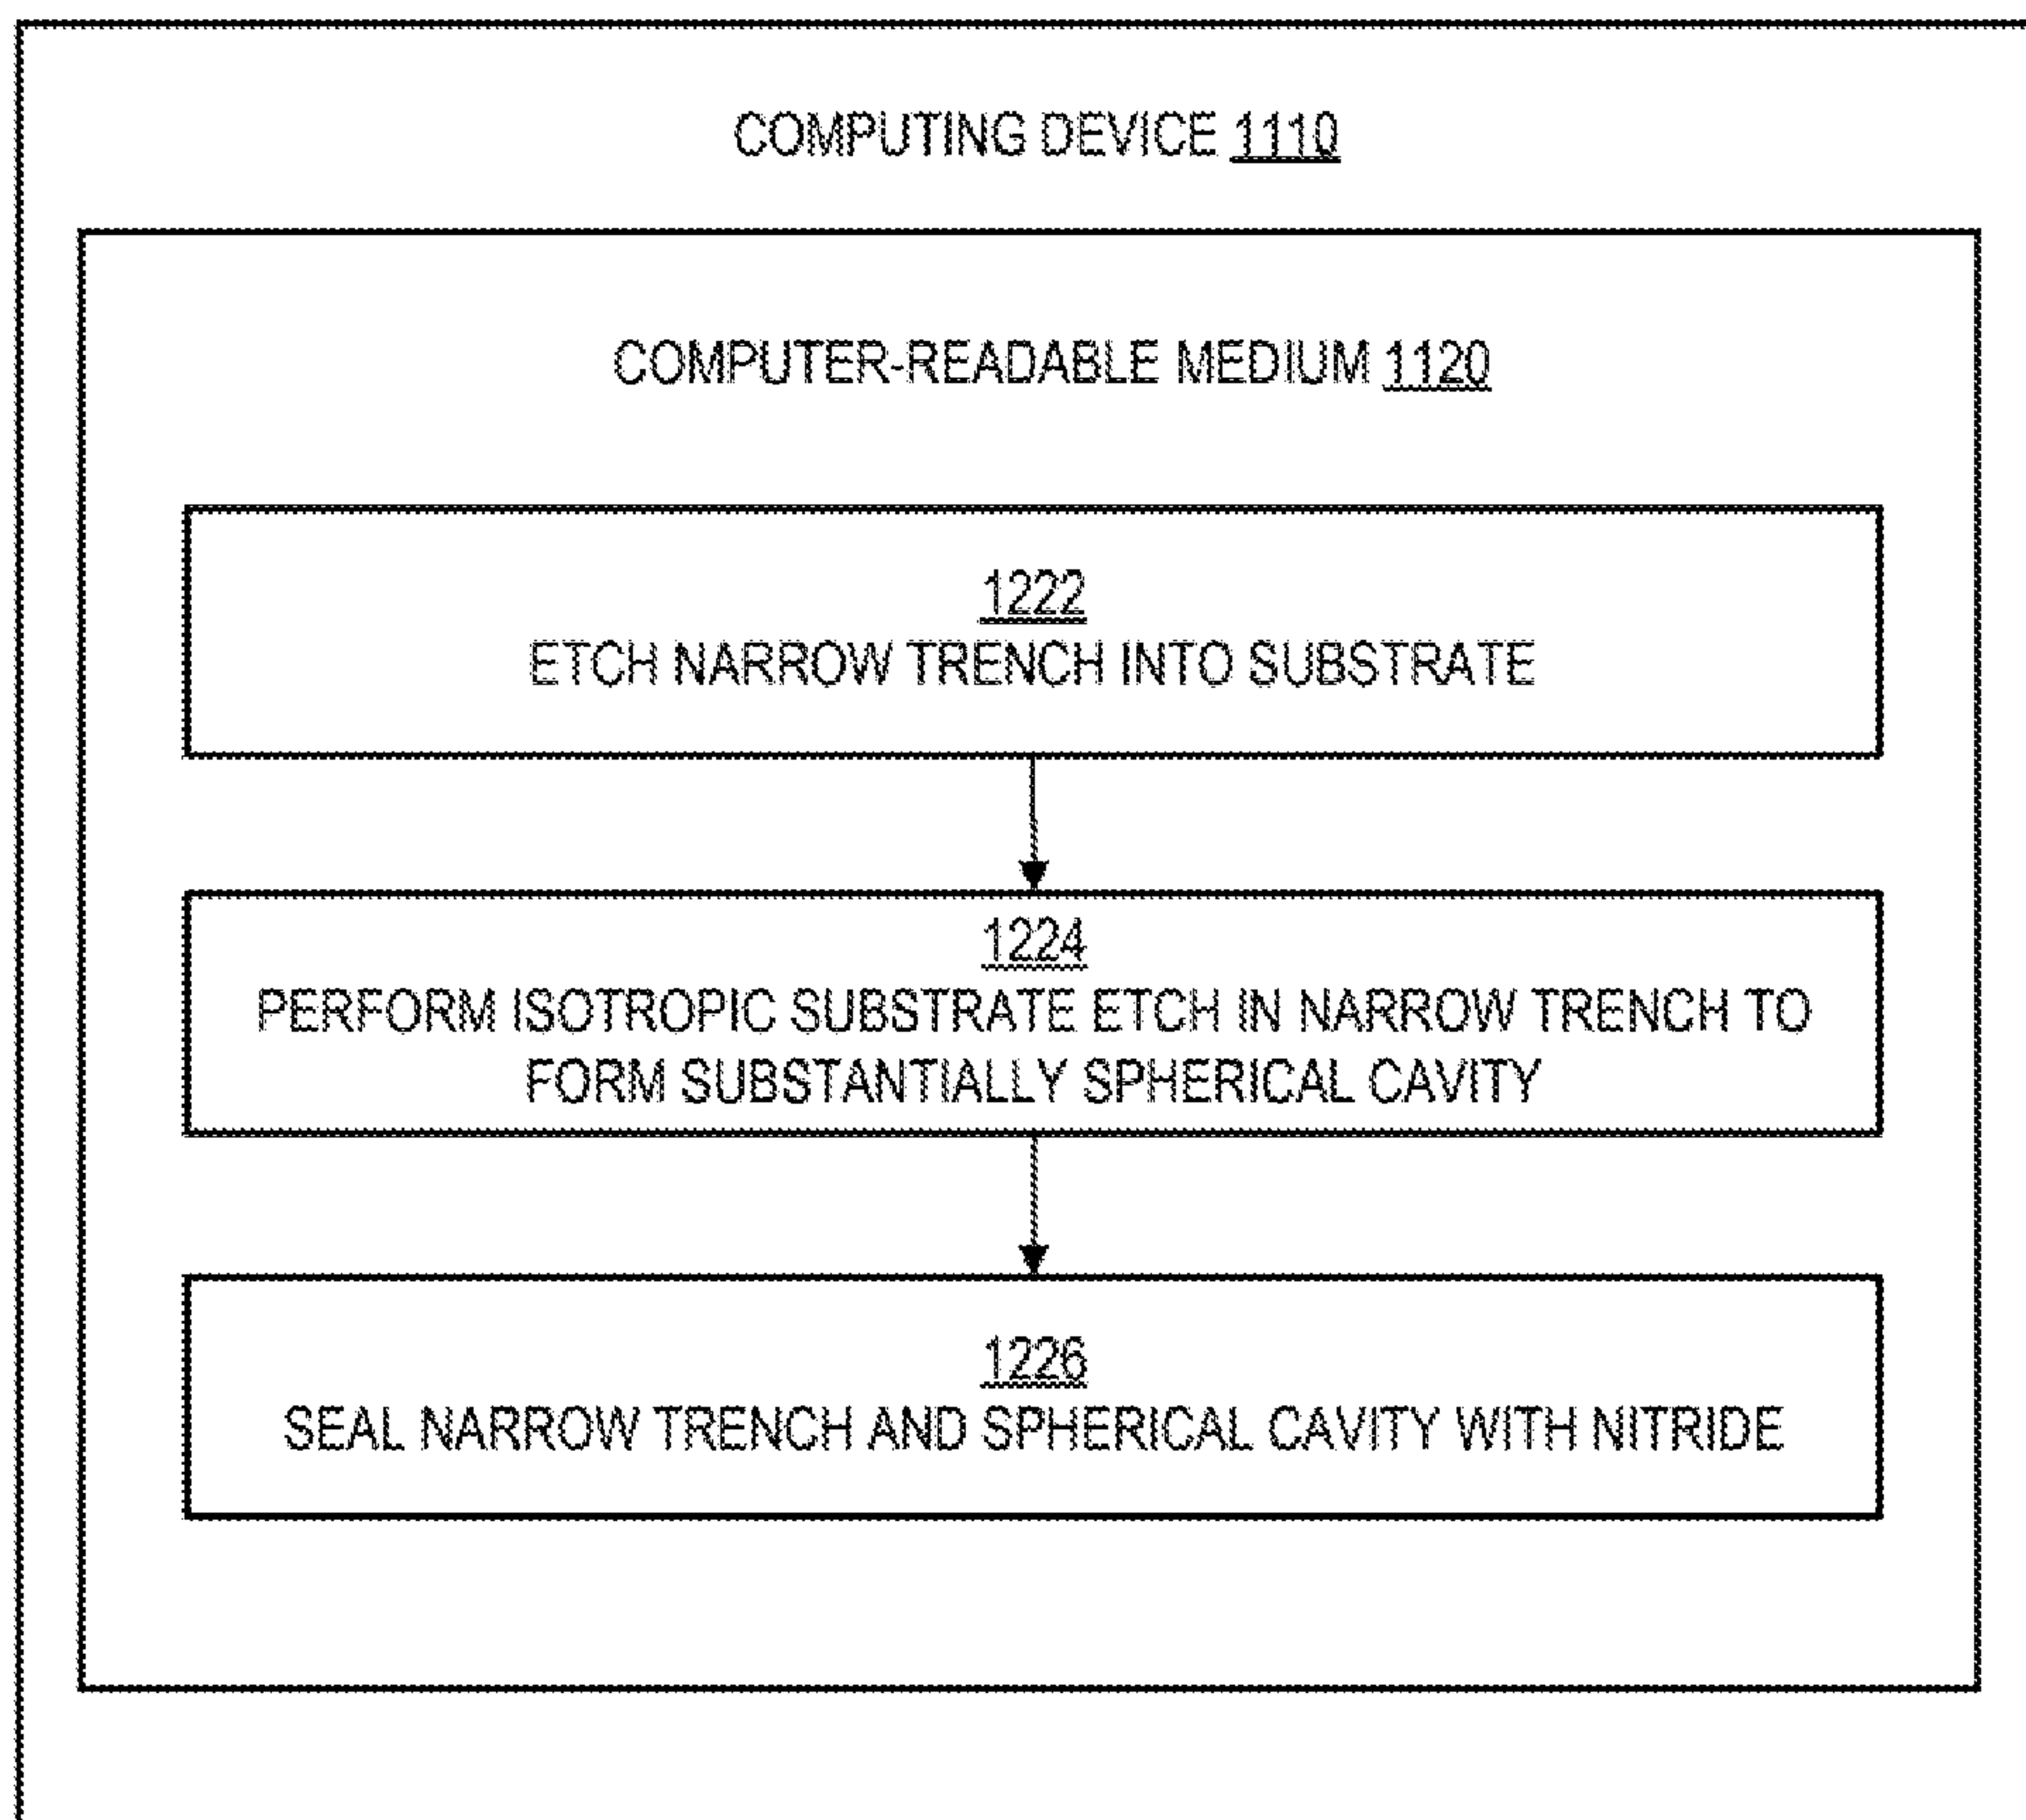 COMPUTING DEVICE 1110
COMPUTER-READABLE MEDIUM 1120
1222
ETCH NARROW TRENCH INTO SUBSTRATE
1224
PERFORM ISOTROPIC SUBSTRATE ETCH IN NARROW TRENCH TO
FORM SUBSTANTIALLY SPHERICAL CAVITY
1226
SEAL NARROW TRENCH AND SPHERICAL CAVITY WITH NITRIDE